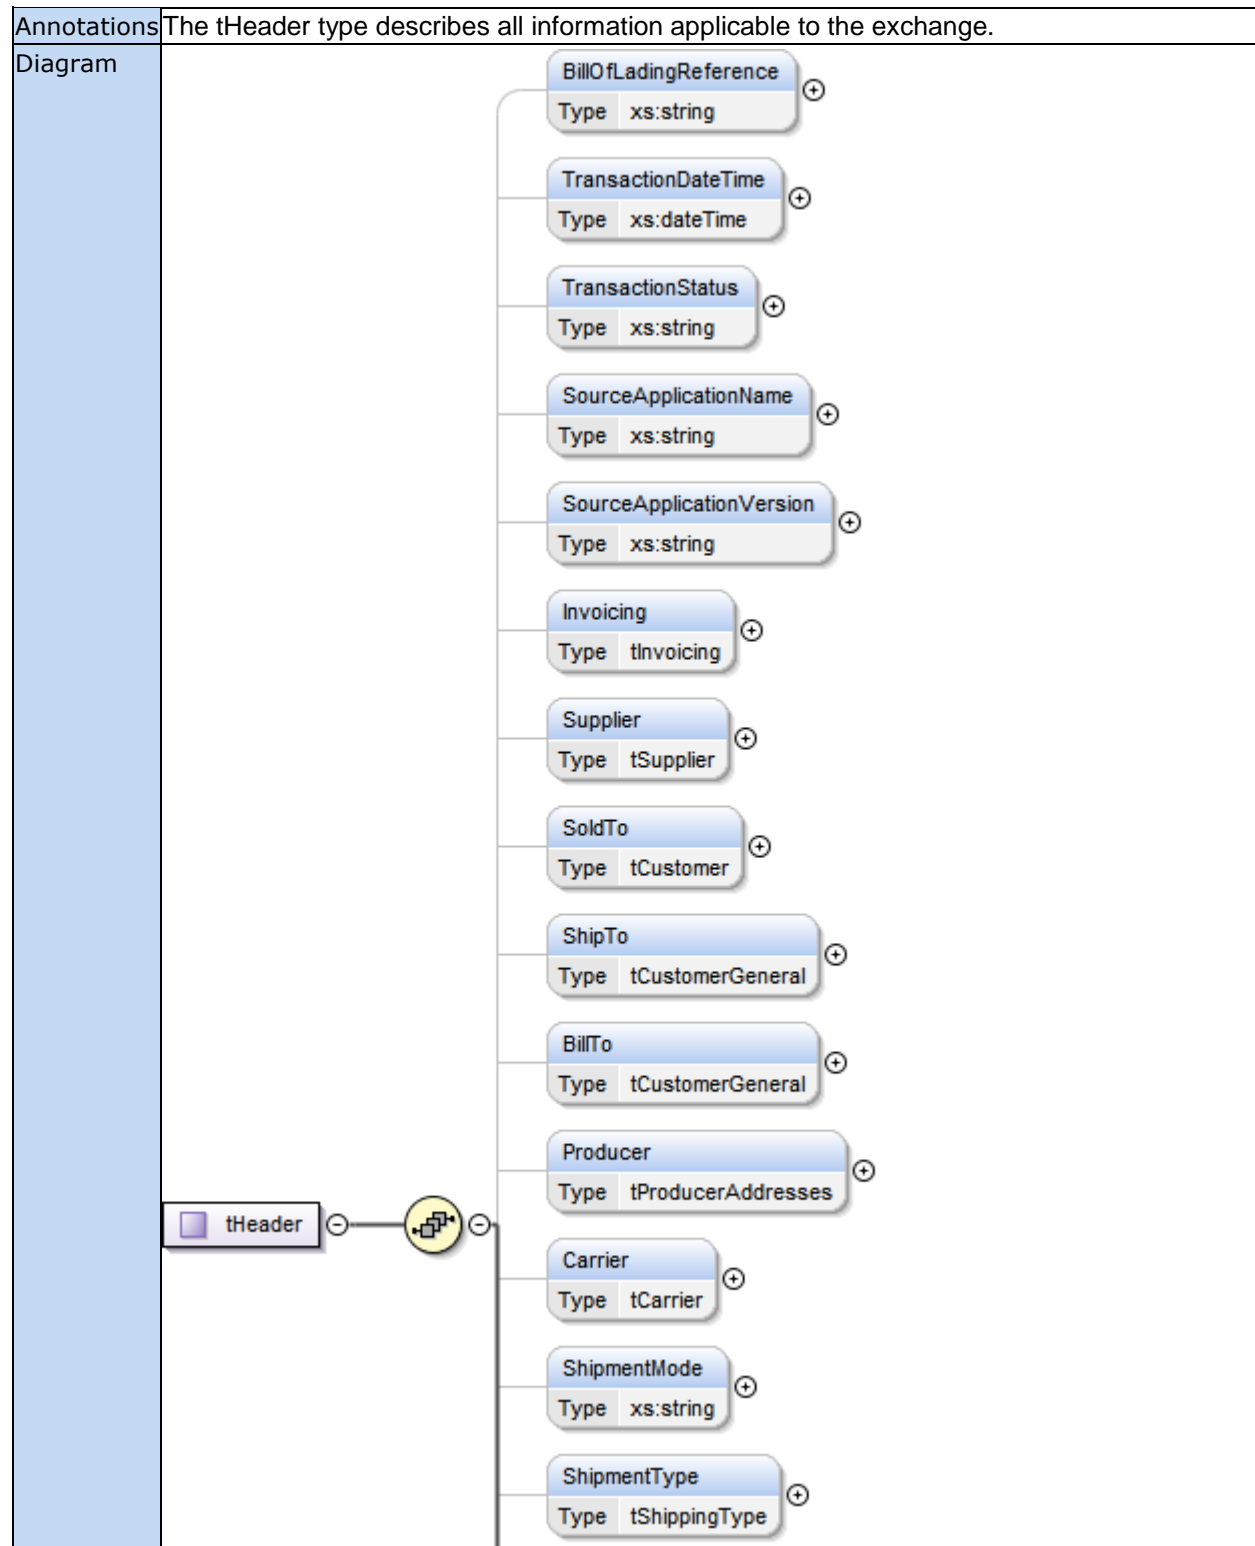 Annotations The tHeader type describes all information applicable to the exchange.
Diagram
BillOfLadingReference
Type xs:string
TransactionDateTime
Type xs:dateTime
TransactionStatus
Type xs:string
SourceApplicationName
Type xs:string
SourceApplicationVersion
Type xs:string
Invoicing
Type tInvoicing
Supplier
Type tSupplier
SoldTo
Type tCustomer
ShipTo
Type tCustomerGeneral
BillTo
Type tCustomerGeneral
Producer
Type tProducerAddresses
tHeader
Carrier
Type tCarrier
ShipmentMode
Type xs:string
ShipmentType
Type tShippingType